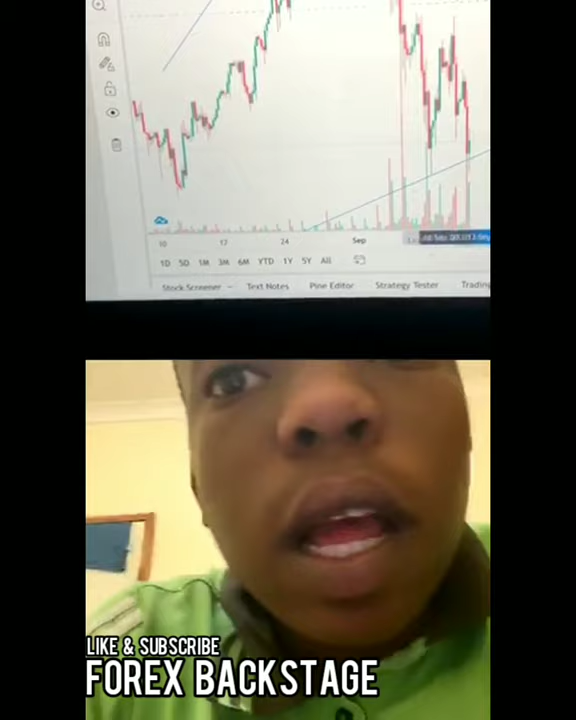 10 17 24 Sep
1D 5D 1M 3M 6M YTD 1Y 5Y All
Stock Screener Text Notes Pine Editor Strategy Tester Trading
LIKE & SUBSCRIBE
FOREX BACKSTAGE